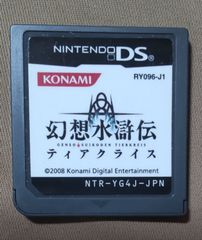 NINTENDO DS
KONAMI RY096-J1
幻想水滸伝
GENSO SUIKODEN TIERKREIS
ティアクライス
©2008 Konami Digital Entertainment
NTR-YG4J-JPN